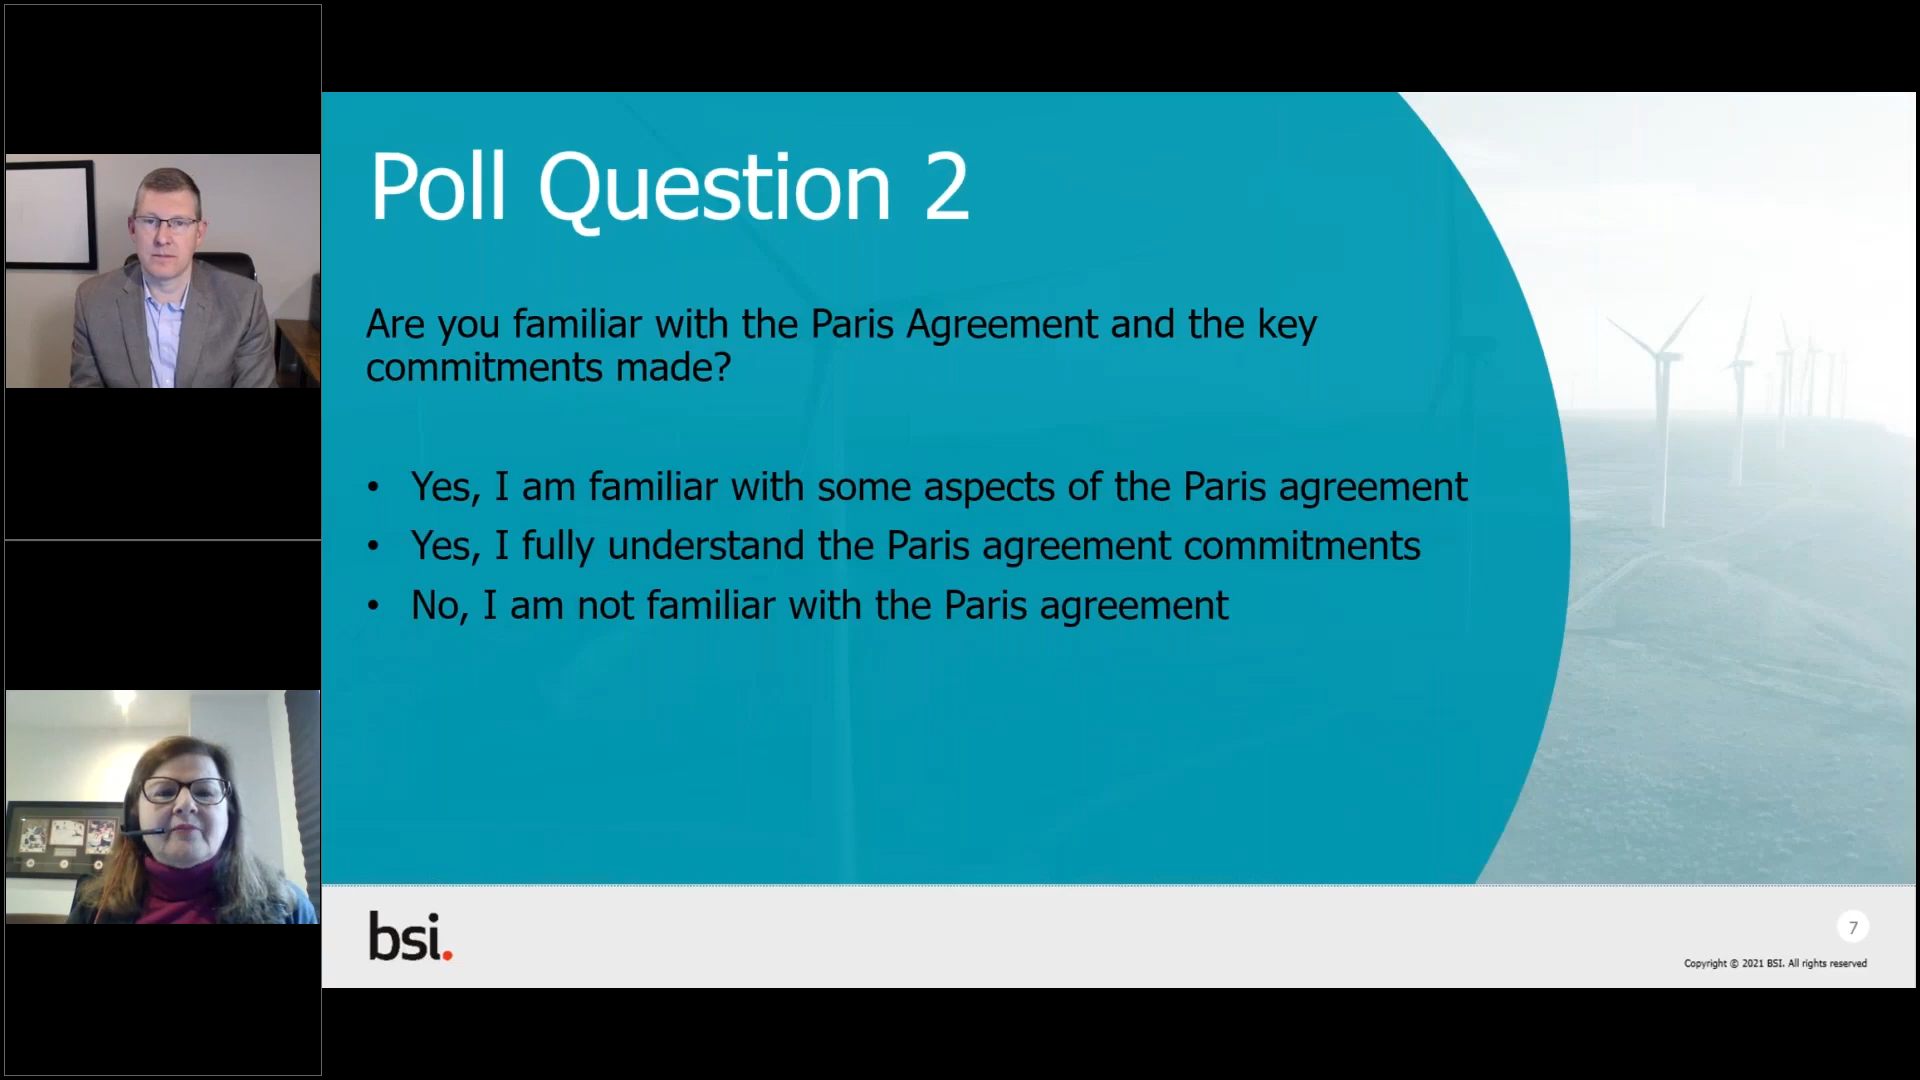 Poll Question 2
Are you familiar with the Paris Agreement and the key
commitments made?
• Yes, I am familiar with some aspects of the Paris agreement
• Yes, I fully understand the Paris agreement commitments
• No, I am not familiar with the Paris agreement
bsi.
7
Copyright © 2021 BSI. All rights reserved